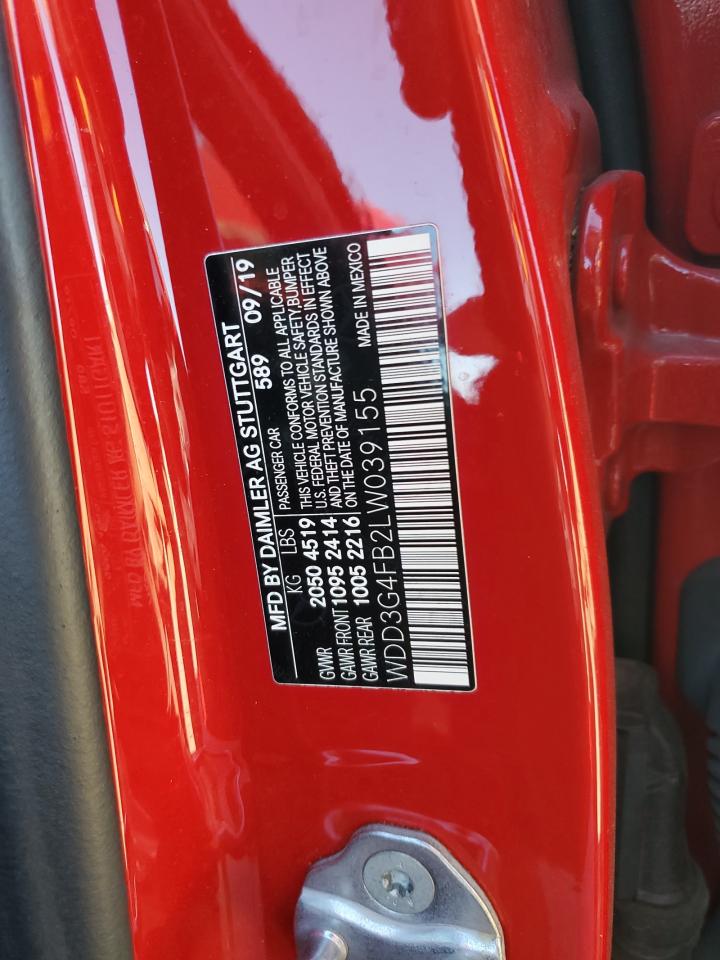 MFD BY DAIMLER AG STUTTGART
589 09/19
KG LBS
GWR 2050 4519
GAWR FRONT 1095 2414
GAWR REAR 1005 2216
PASSENGER CAR
THIS VEHICLE CONFORMS TO ALL APPLICABLE
U.S. FEDERAL MOTOR VEHICLE SAFETY,BUMPER
AND THEFT PREVENTION STANDARDS IN EFFECT
ON THE DATE OF MANUFACTURE SHOWN ABOVE
MADE IN MEXICO
WDD3G4FB2LW039155